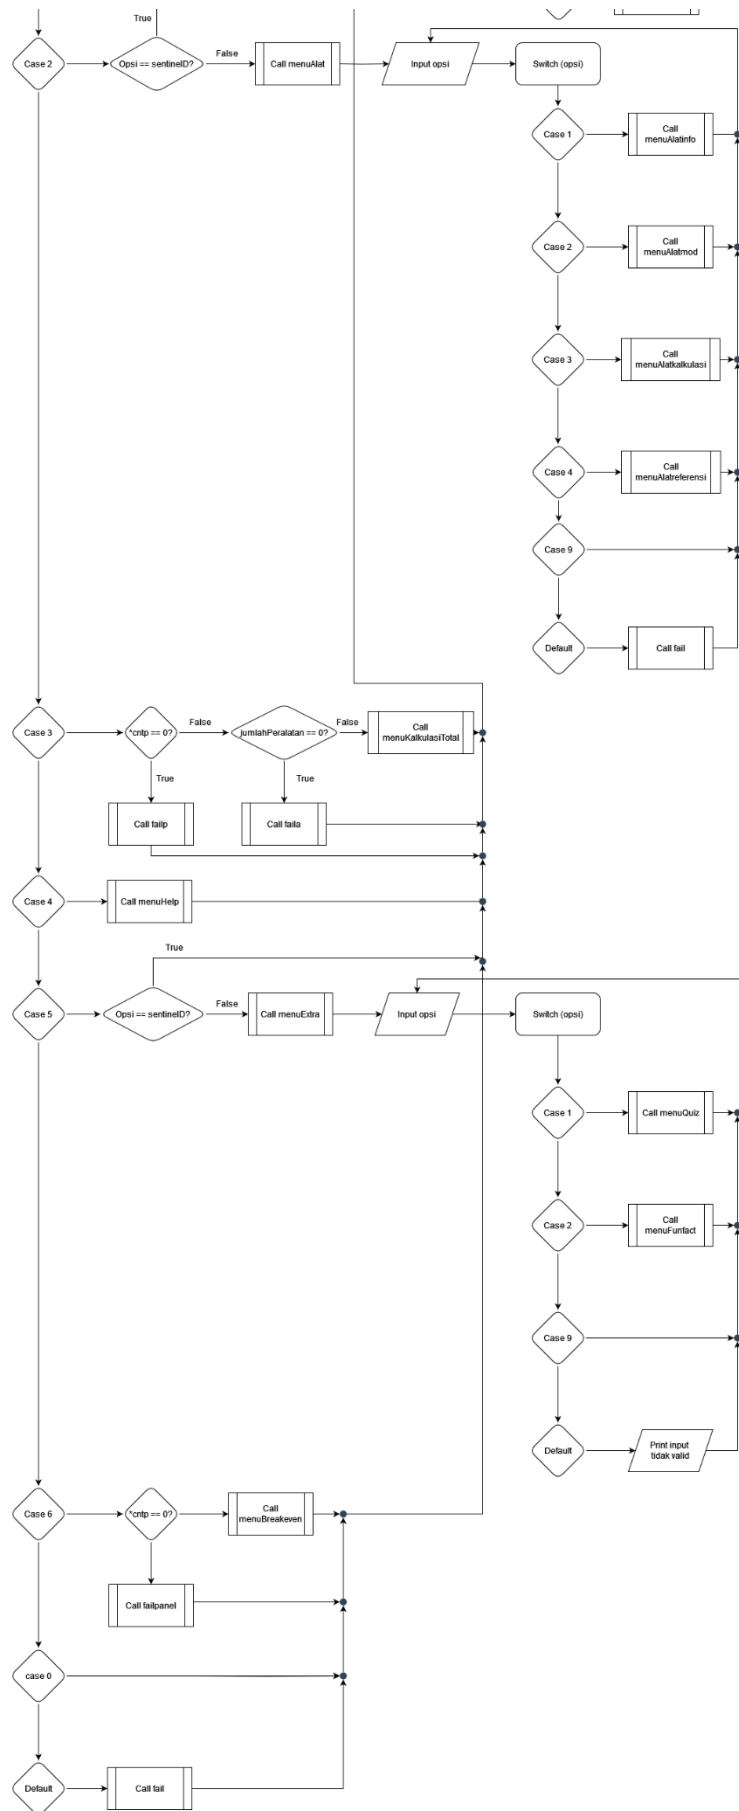 True
Case 2
Opsi == sentineID?
False
Call menuAlat
Input opsi
Switch (opsi)
Case 1
Call
menuAlatinfo
Case 2
Call
menuAlatmod
Case 3
Call
menuAlatkalkulasi
Case 4
Call
menuAlatreferensi
Case 9
Default
Call fail
Case 3
*cntp == 0?
False
jumlahPeralatan == 0?
False
Call
menuKalkulasiTotal
True
True
Call failp
Call faila
Case 4
Call menuHelp
True
Case 5
Opsi == sentineID?
False
Call menuExtra
Input opsi
Switch (opsi)
Case 1
Call menuQuiz
Case 2
Call
menuFunfact
Case 9
Default
Print input
tidak valid
Case 6
*cntp == 0?
Call
menuBreakeven
Call failpanel
case 0
Default
Call fail